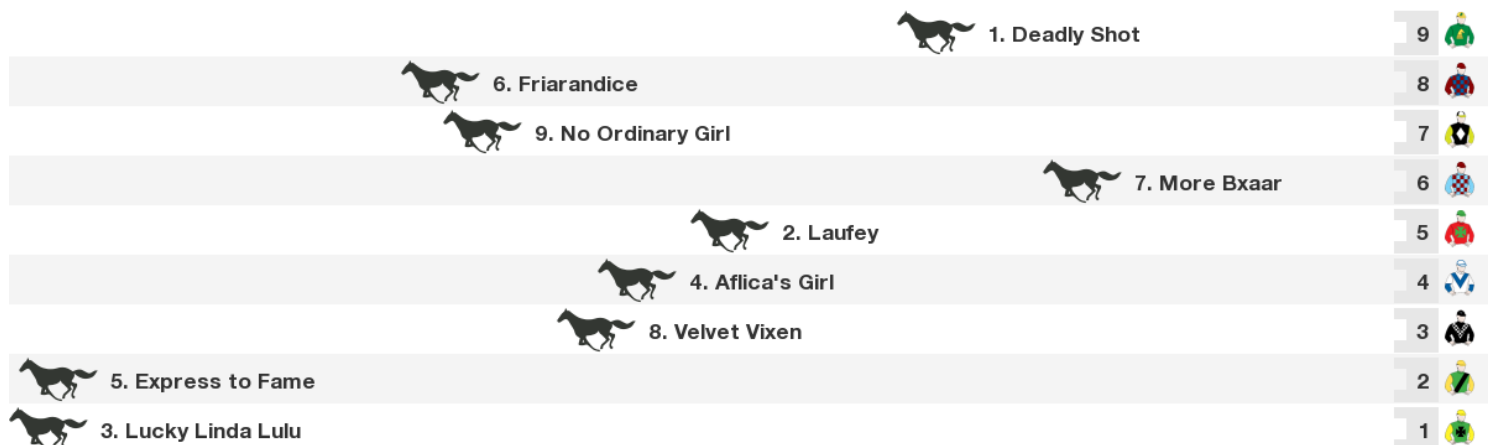 1. Deadly Shot 9
6. Friarandice 8
9. No Ordinary Girl 7
7. More Bxaar 6
2. Laufey 5
4. Aflica's Girl 4
8. Velvet Vixen 3
5. Express to Fame 2
3. Lucky Linda Lulu 1